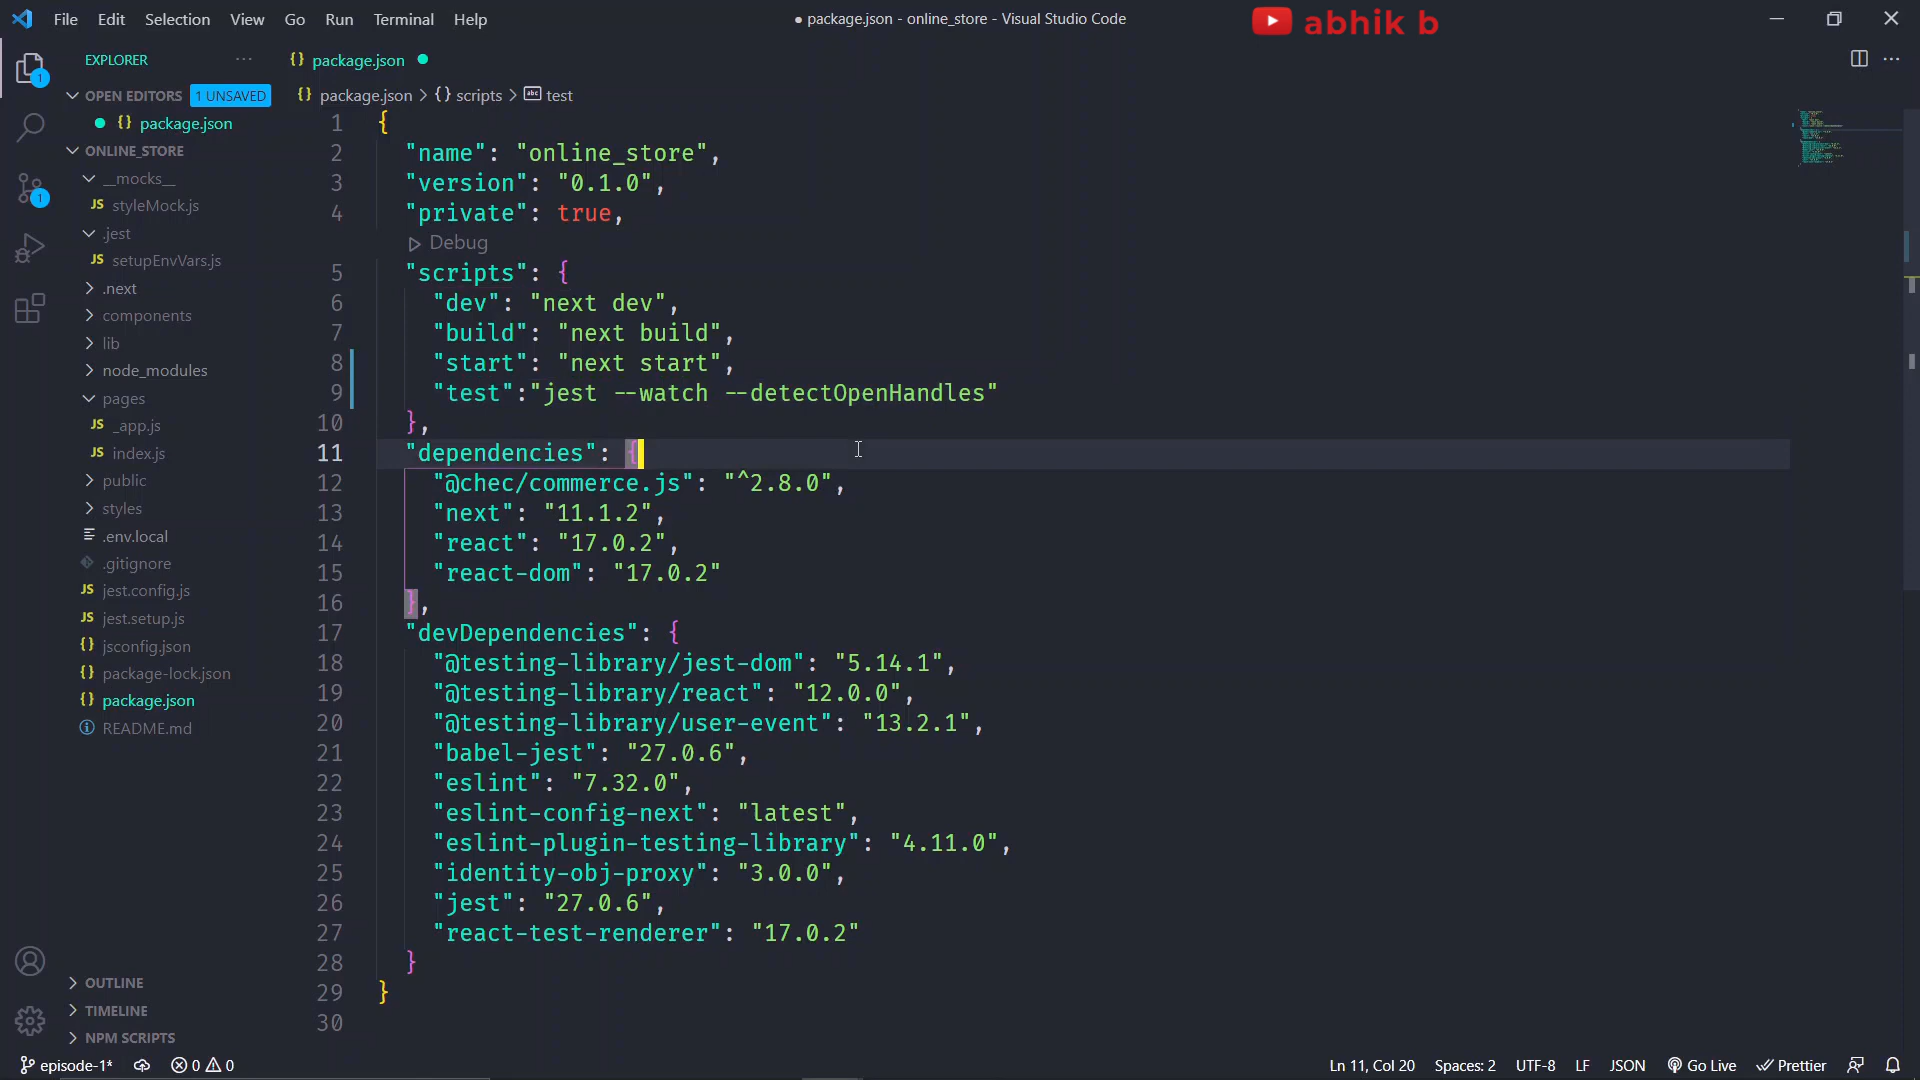 File Edit Selection View Go Run Terminal Help
● package.json - online_store - Visual Studio Code
abhik b
EXPLORER
package.json
OPEN EDITORS 1 UNSAVED
package.json > {} scripts > test
{} package.json
ONLINE_STORE
__mocks__
JS styleMock.js
.jest
JS setupEnvVars.js
.next
components
lib
node_modules
pages
JS _app.js
JS index.js
public
styles
.env.local
.gitignore
JS jest.config.js
JS jest.setup.js
{} jsconfig.json
{} package-lock.json
{} package.json
README.md
OUTLINE
TIMELINE
NPM SCRIPTS
1 {
2 "name": "online_store",
3 "version": "0.1.0",
4 "private": true,
Debug
5 "scripts": {
6 "dev": "next dev",
7 "build": "next build",
8 "start": "next start",
9 "test":"jest --watch --detectOpenHandles"
10 },
11 "dependencies": {
12 "@chec/commerce.js": "^2.8.0",
13 "next": "11.1.2",
14 "react": "17.0.2",
15 "react-dom": "17.0.2"
16 },
17 "devDependencies": {
18 "@testing-library/jest-dom": "5.14.1",
19 "@testing-library/react": "12.0.0",
20 "@testing-library/user-event": "13.2.1",
21 "babel-jest": "27.0.6",
22 "eslint": "7.32.0",
23 "eslint-config-next": "latest",
24 "eslint-plugin-testing-library": "4.11.0",
25 "identity-obj-proxy": "3.0.0",
26 "jest": "27.0.6",
27 "react-test-renderer": "17.0.2"
28 }
29 }
30
episode-1* 0 0 Ln 11, Col 20 Spaces: 2 UTF-8 LF JSON Go Live Prettier